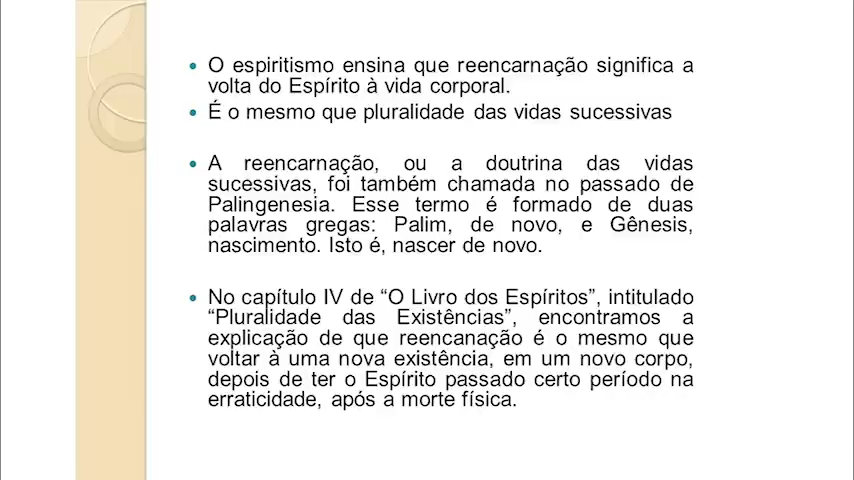 • O espiritismo ensina que reencarnação significa a
volta do Espírito à vida corporal.
• É o mesmo que pluralidade das vidas sucessivas
• A reencarnação, ou a doutrina das vidas
sucessivas, foi também chamada no passado de
Palingenesia. Esse termo é formado de duas
palavras gregas: Palim, de novo, e Gênesis,
nascimento. Isto é, nascer de novo.
• No capítulo IV de “O Livro dos Espíritos”, intitulado
“Pluralidade das Existências”, encontramos a
explicação de que reencanação é o mesmo que
voltar à uma nova existência, em um novo corpo,
depois de ter o Espírito passado certo período na
erraticidade, após a morte física.